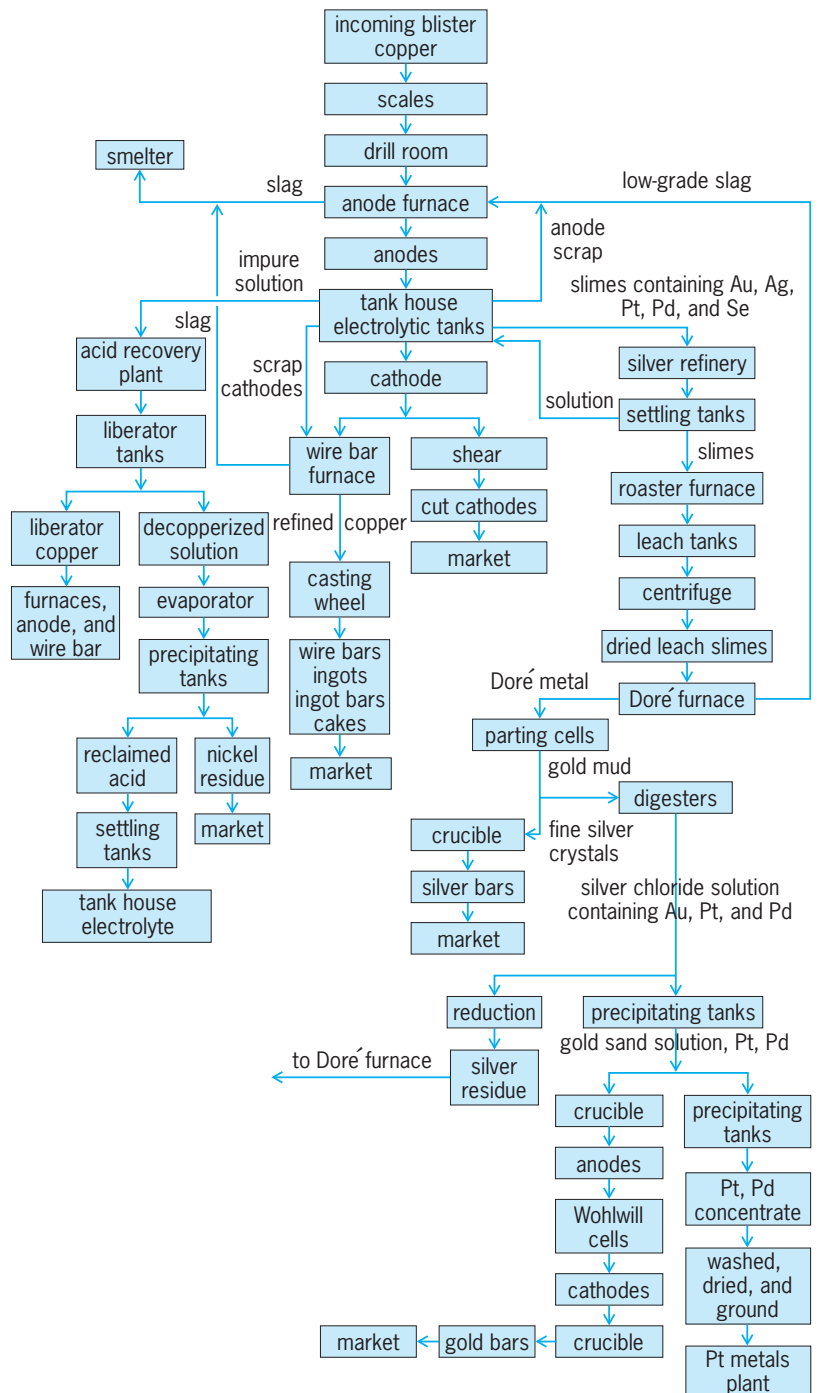 incoming blister
copper
scales
drill room
smelter
slag
low-grade slag
anode furnace
anode
scrap
anodes
impure
solution
slimes containing Au, Ag,
Pt, Pd, and Se
tank house
electrolytic tanks
slag
acid recovery
plant
scrap
cathodes
cathode
silver refinery
solution
settling tanks
liberator
tanks
wire bar
furnace
shear
slimes
roaster furnace
cut cathodes
liberator
copper
decopperized
solution
refined copper
leach tanks
market
furnaces,
anode, and
wire bar
evaporator
casting
wheel
centrifuge
precipitating
tanks
wire bars
ingots
ingot bars
cakes
dried leach slimes
Doré metal
Doré furnace
parting cells
reclaimed
acid
nickel
residue
market
gold mud
digesters
settling
tanks
market
crucible
fine silver
crystals
tank house
electrolyte
silver bars
silver chloride solution
containing Au, Pt, and Pd
market
reduction
precipitating tanks
gold sand solution, Pt, Pd
to Doré furnace
silver
residue
crucible
precipitating
tanks
anodes
Pt, Pd
concentrate
Wohlwill
cells
washed,
dried, and
ground
cathodes
market
gold bars
crucible
Pt metals
plant